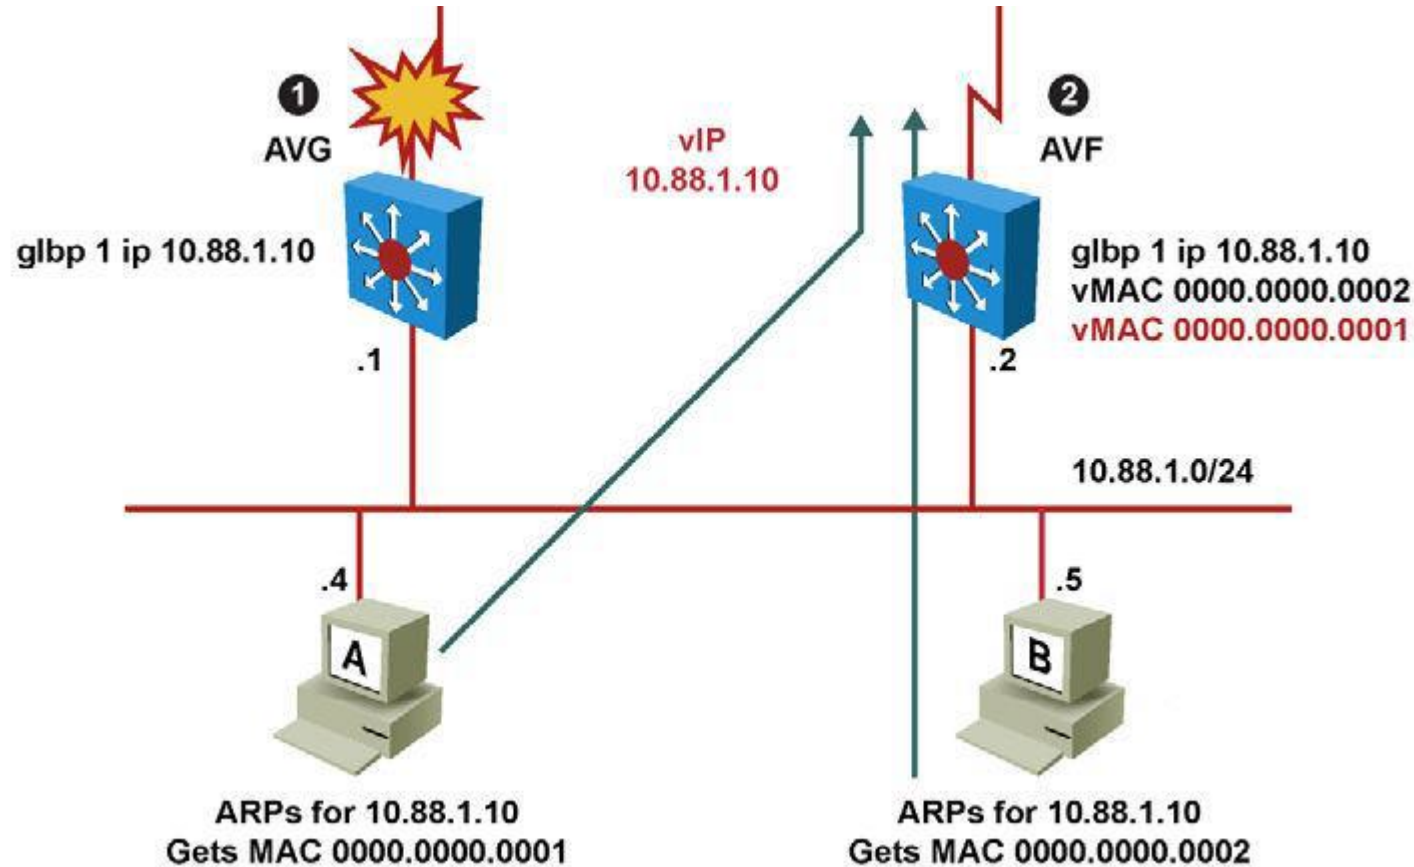 1
AVG
2
AVF
vIP
10.88.1.10
glbp 1 ip 10.88.1.10
glbp 1 ip 10.88.1.10
vMAC 0000.0000.0002
vMAC 0000.0000.0001
.1
.2
10.88.1.0/24
.4
.5
A
B
ARPs for 10.88.1.10
Gets MAC 0000.0000.0001
ARPs for 10.88.1.10
Gets MAC 0000.0000.0002